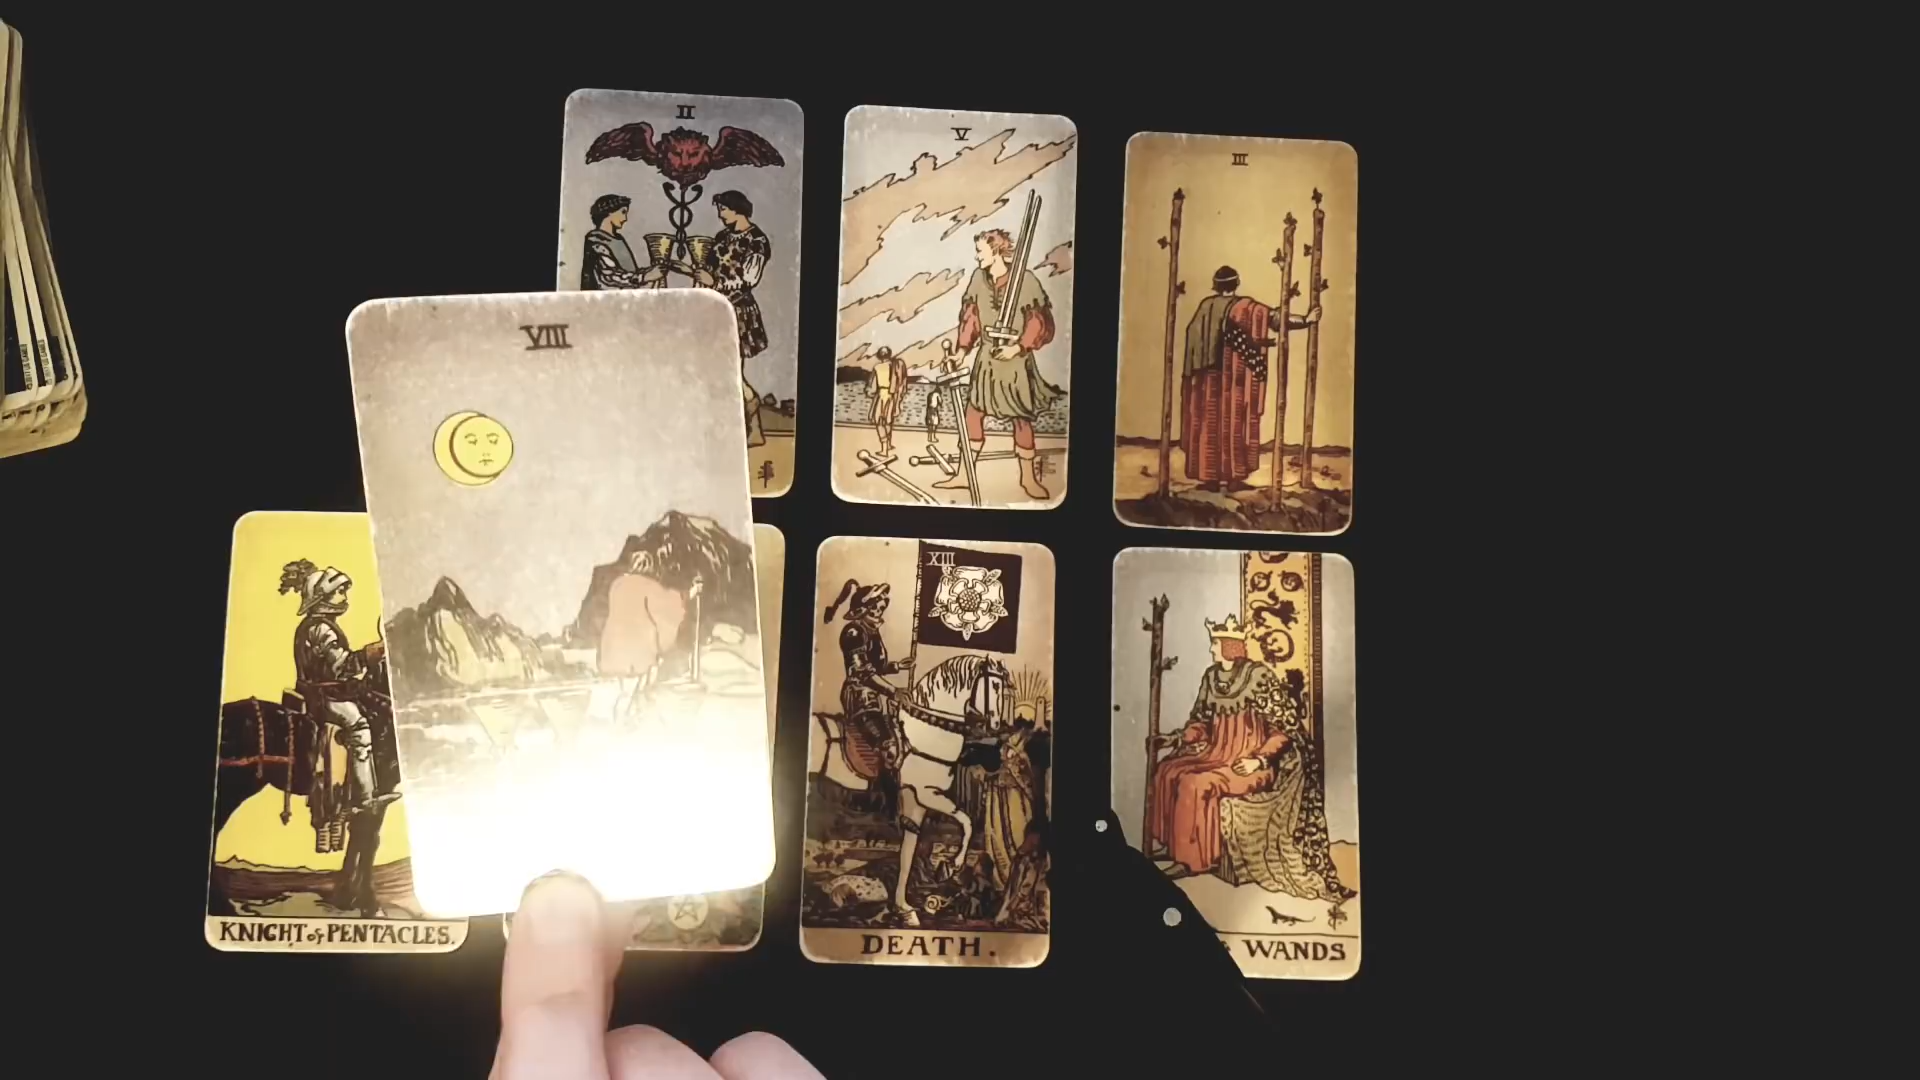 II
V
III
VIII
XIII
KNIGHT of PENTACLES.
DEATH.
WANDS